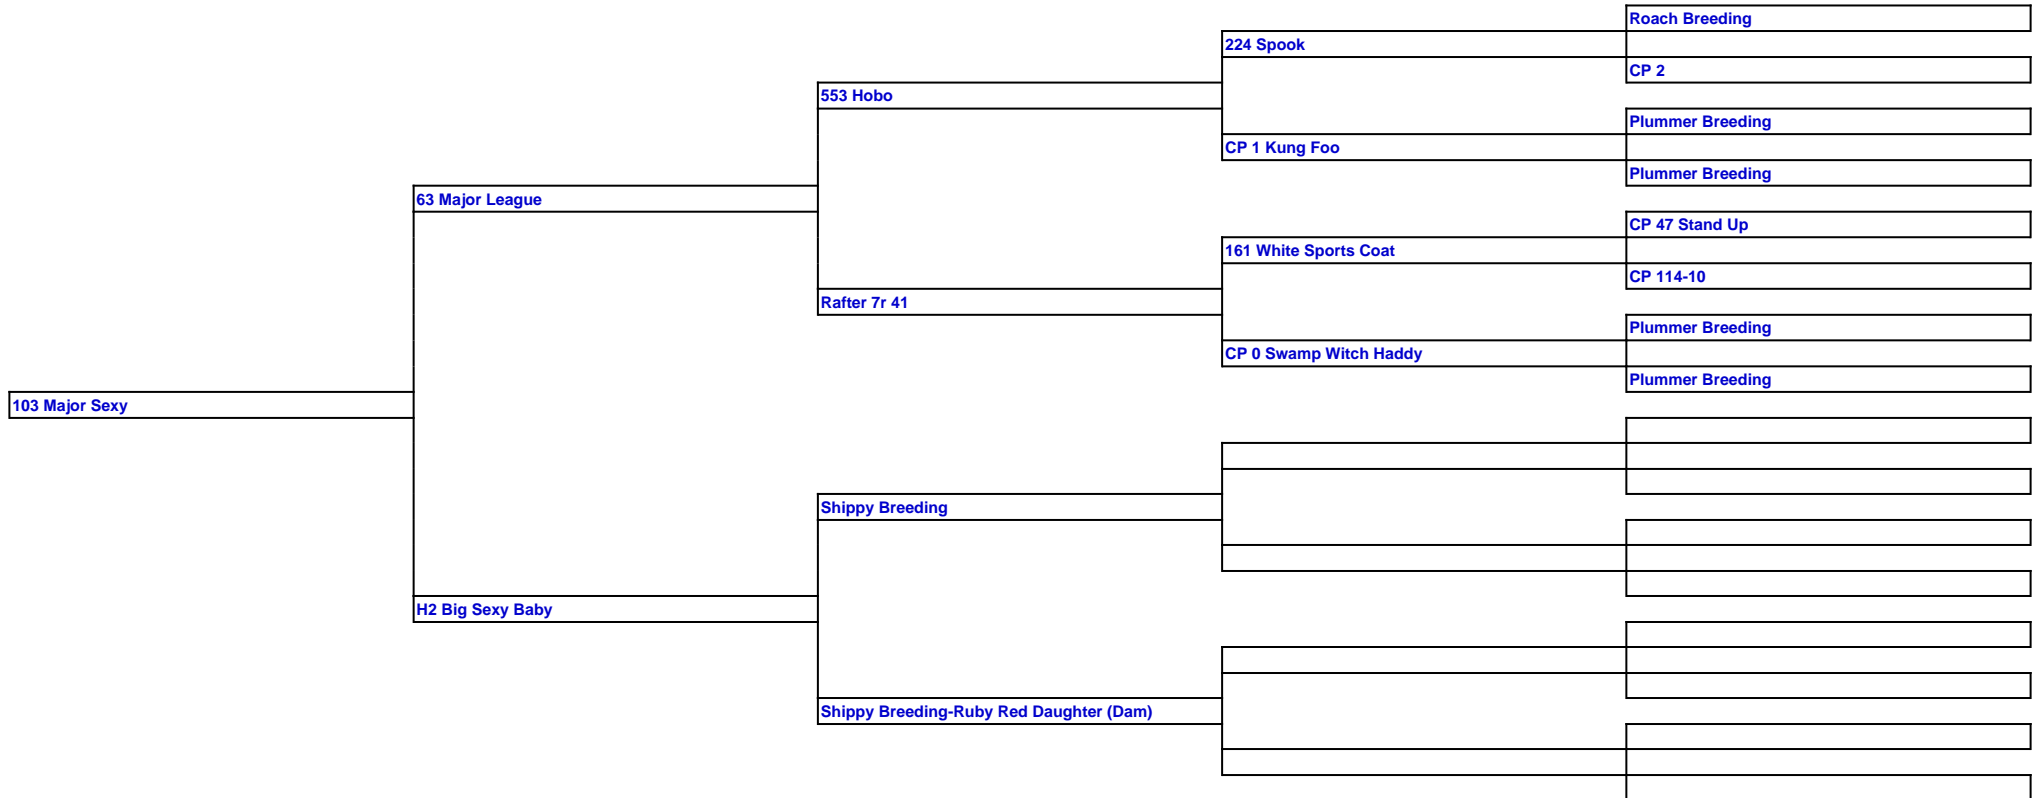 Roach Breeding
224 Spook
CP 2
553 Hobo
Plummer Breeding
CP 1 Kung Foo
Plummer Breeding
63 Major League
CP 47 Stand Up
161 White Sports Coat
CP 114-10
Rafter 7r 41
Plummer Breeding
CP 0 Swamp Witch Haddy
Plummer Breeding
103 Major Sexy
Shippy Breeding
H2 Big Sexy Baby
Shippy Breeding-Ruby Red Daughter (Dam)